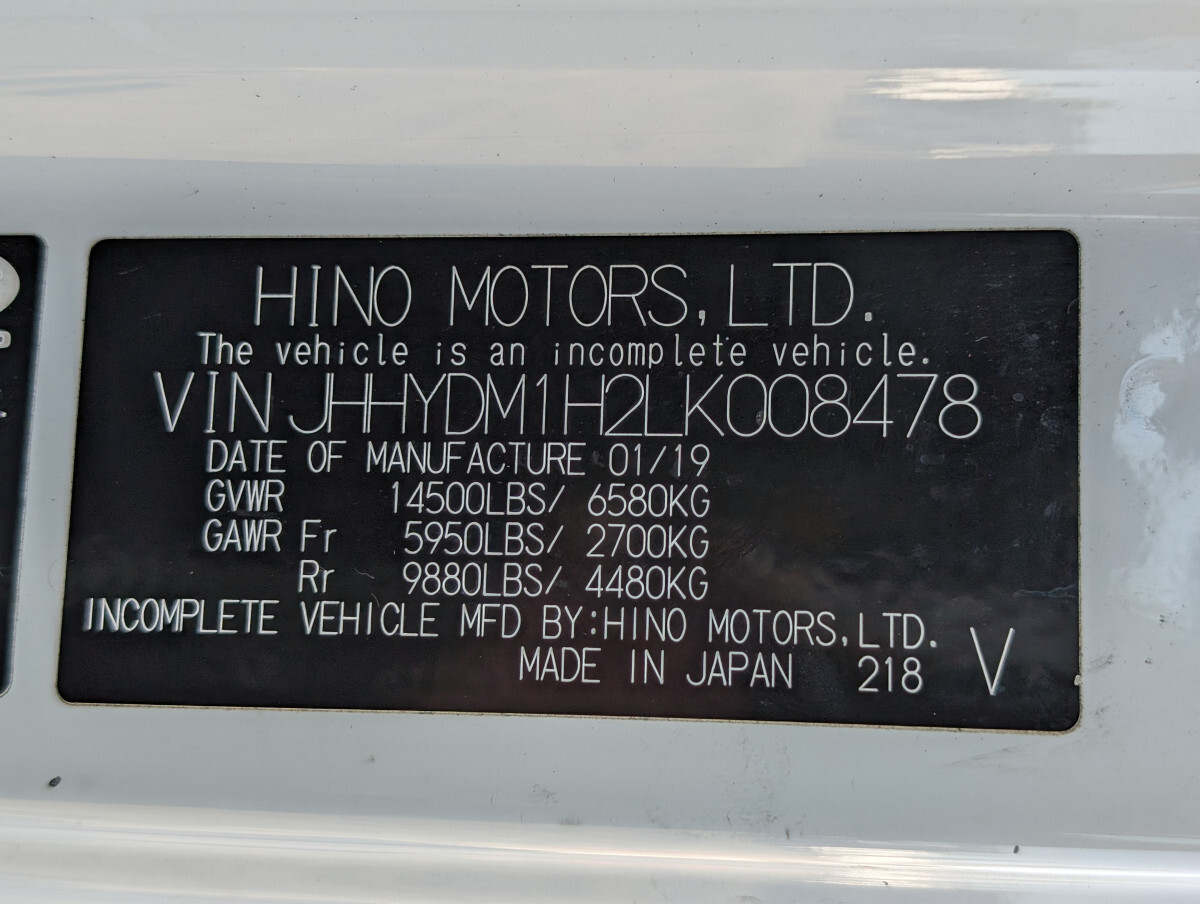 HINO MOTORS, LTD.
The vehicle is an incomplete vehicle.
VIN JHHYDM1H2LK008478
DATE OF MANUFACTURE 01/19
GVWR 14500LBS/ 6580KG
GAWR Fr 5950LBS/ 2700KG
Rr 9880LBS/ 4480KG
INCOMPLETE VEHICLE MFD BY:HINO MOTORS, LTD.
MADE IN JAPAN 218 V